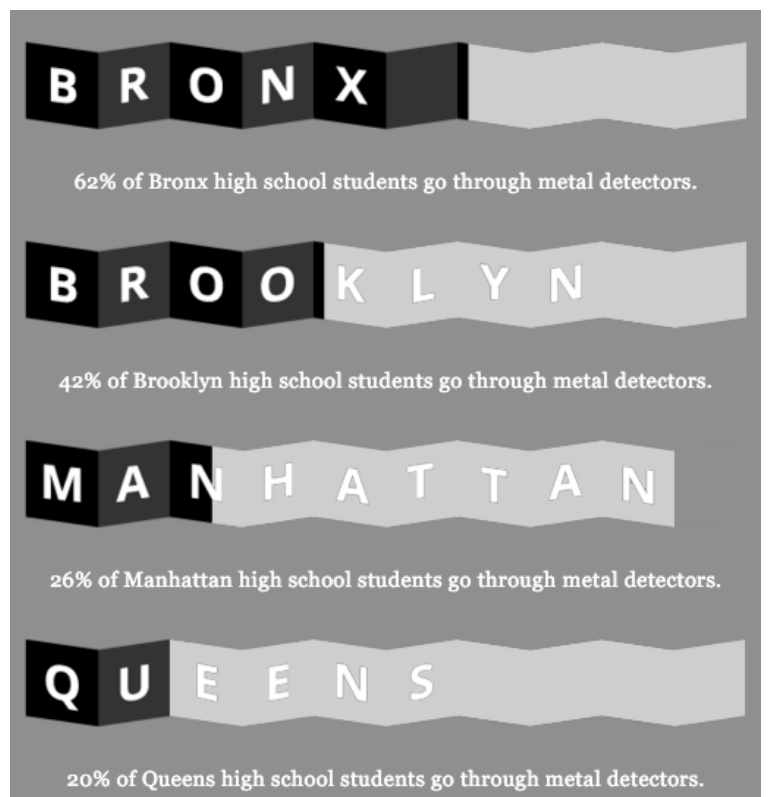 BRONX
62% of Bronx high school students go through metal detectors.
BROOKLYN
42% of Brooklyn high school students go through metal detectors.
MANHATTAN
26% of Manhattan high school students go through metal detectors.
QUEENS
20% of Queens high school students go through metal detectors.